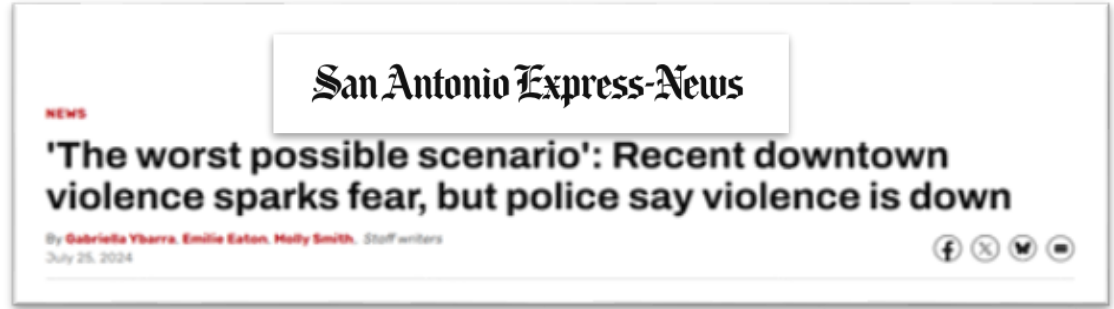 San Antonio Express-News
NEWS
'The worst possible scenario': Recent downtown
violence sparks fear, but police say violence is down
By Gabriella Ybarra, Emilie Eaton, Molly Smith, Staff writers
July 25, 2024